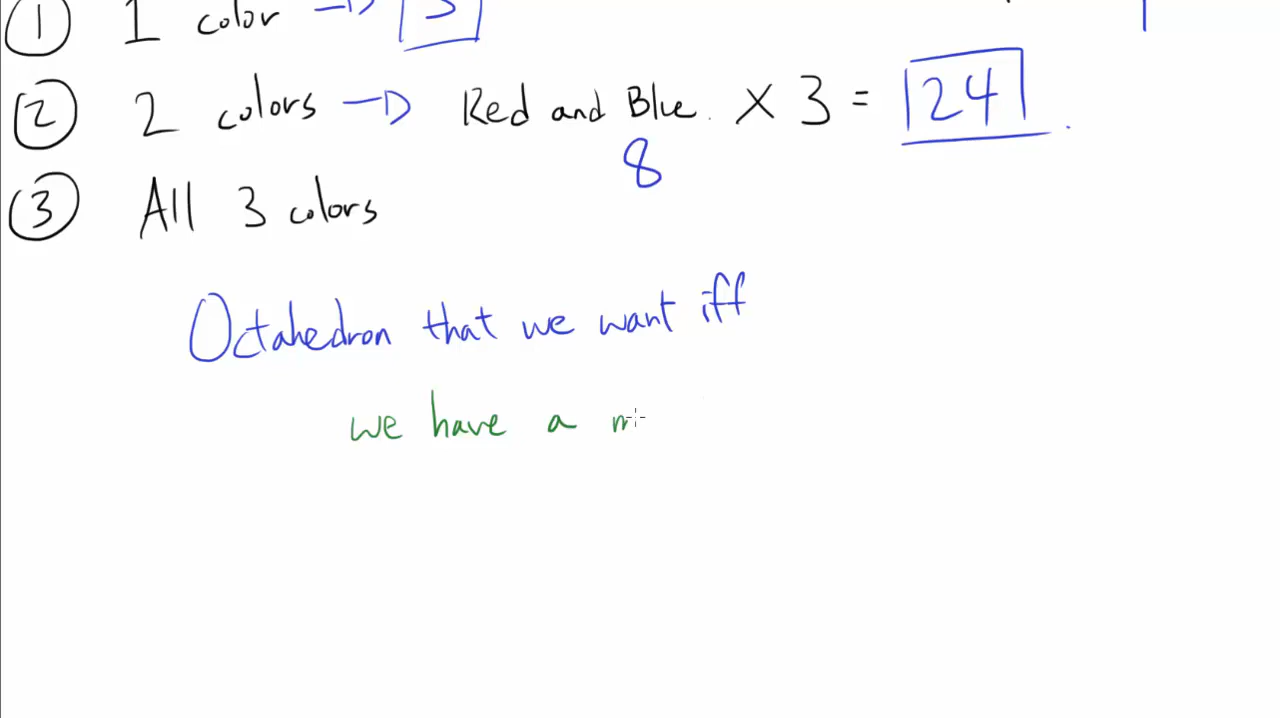 1 1 color → 3
2 2 colors → Red and Blue. X 3 = 24.
8
3 All 3 colors
Octahedron that we want iff
we have a